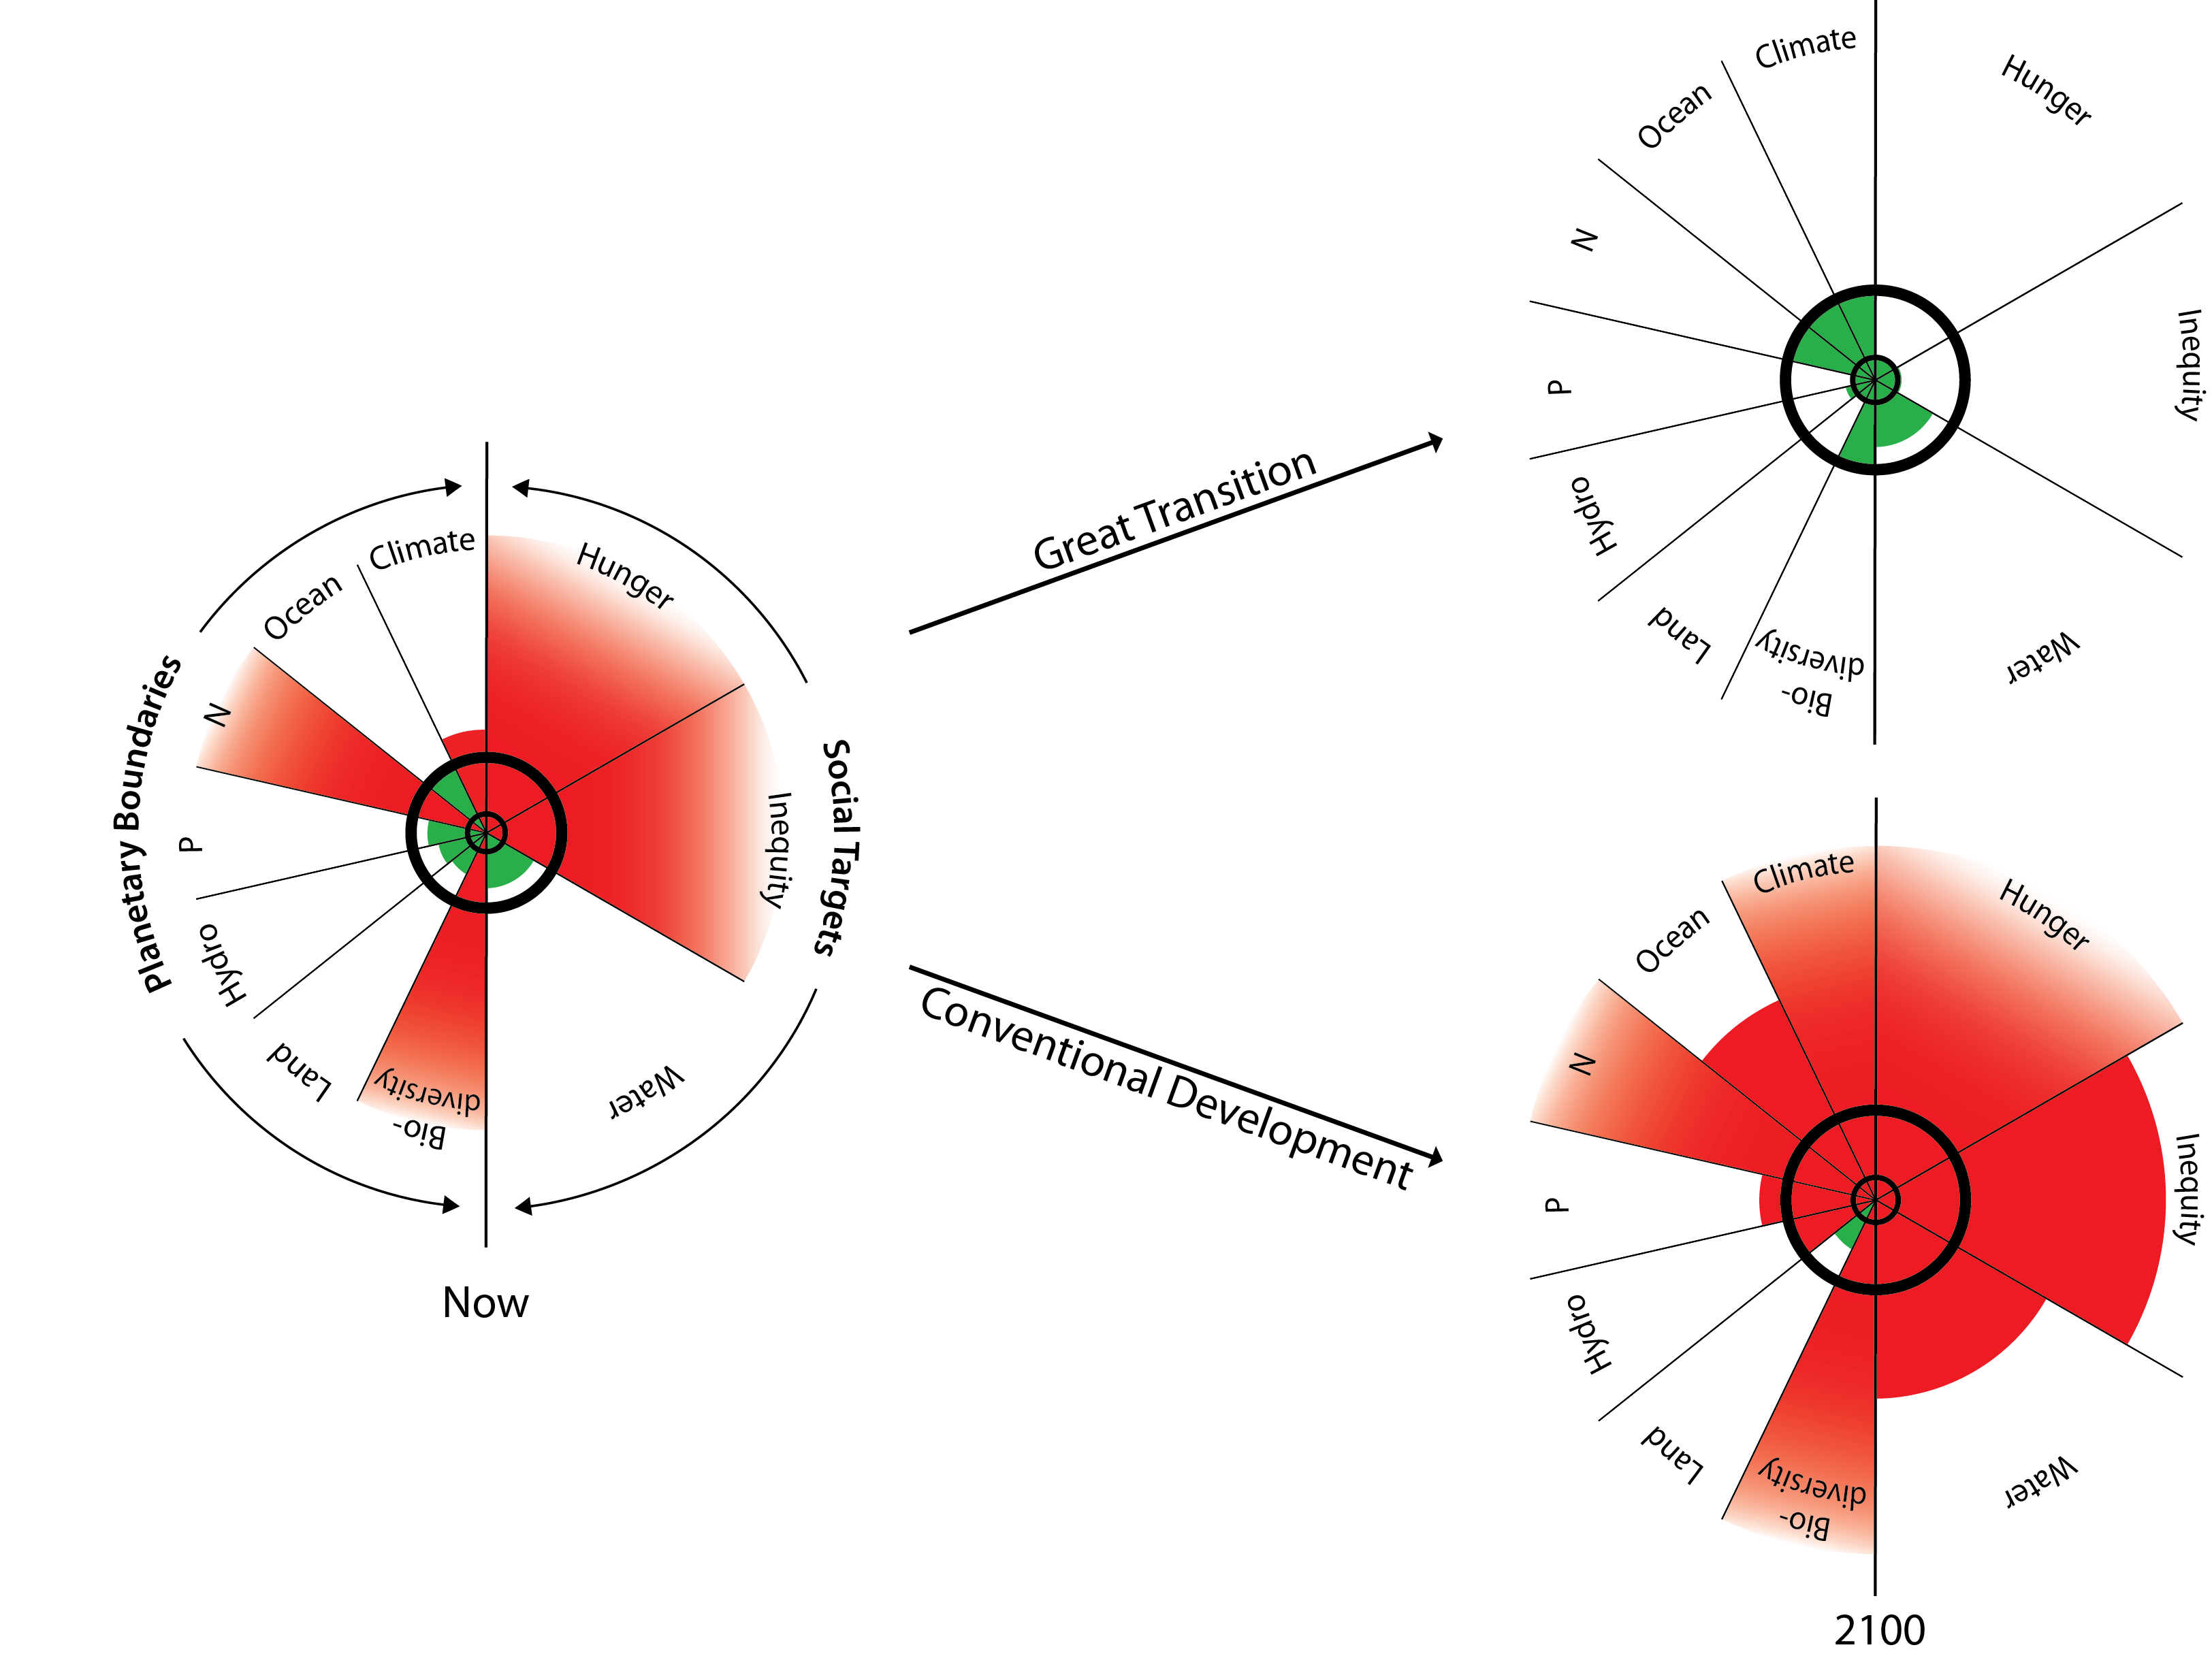 Planetary Boundaries
Social Targets
Climate
Ocean
N
P
Hydro
Land
Bio-
diversity
Hunger
Inequity
Water
Now
Great Transition
Conventional Development
Climate
Ocean
N
P
Hydro
Land
Bio-
diversity
Hunger
Inequity
Water
Climate
Ocean
N
P
Hydro
Land
Bio-
diversity
Hunger
Inequity
Water
2100